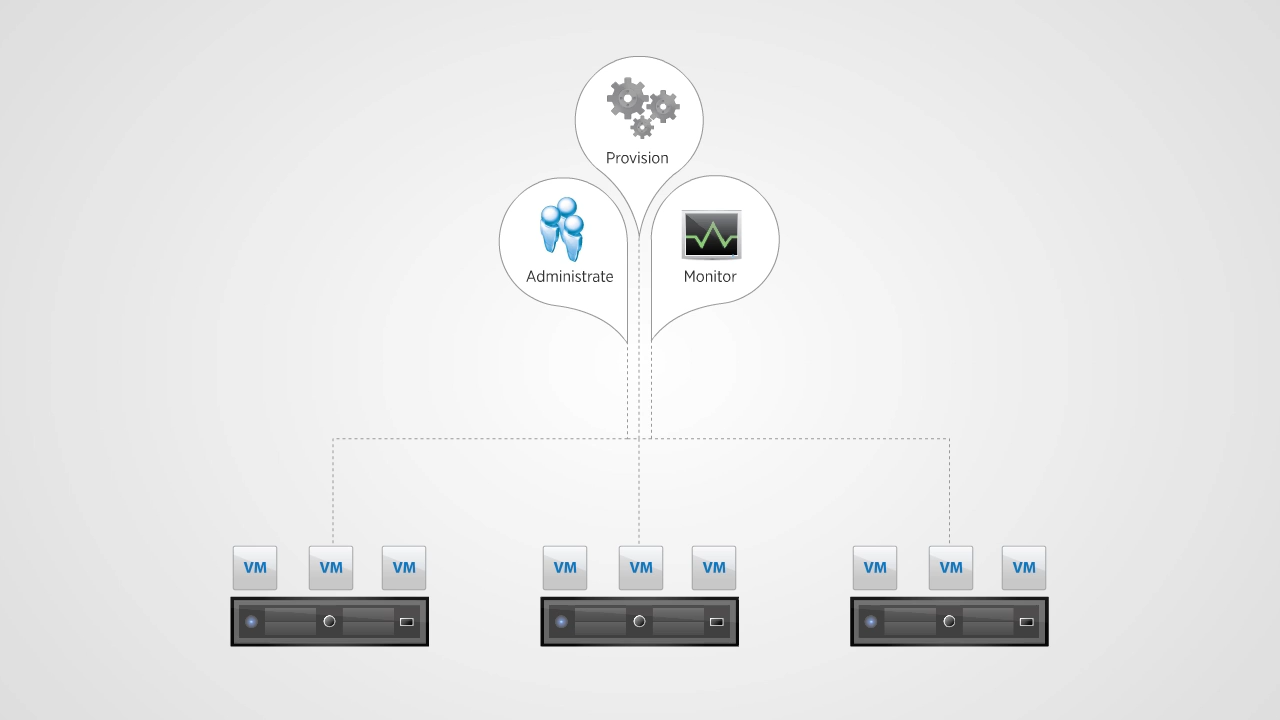 Provision
Administrate
Monitor
VM VM VM VM VM VM VM VM VM